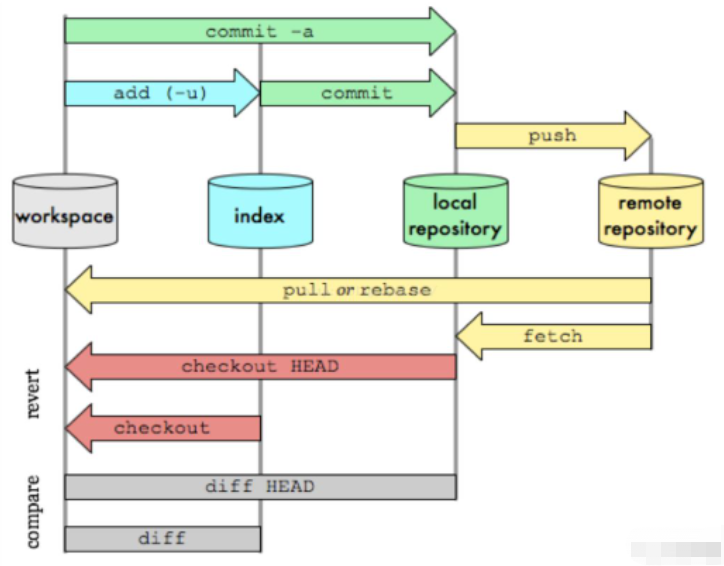 commit -a
add (-u)
commit
push
workspace
index
local
repository
remote
repository
pull or rebase
fetch
revert
checkout HEAD
checkout
compare
diff HEAD
diff